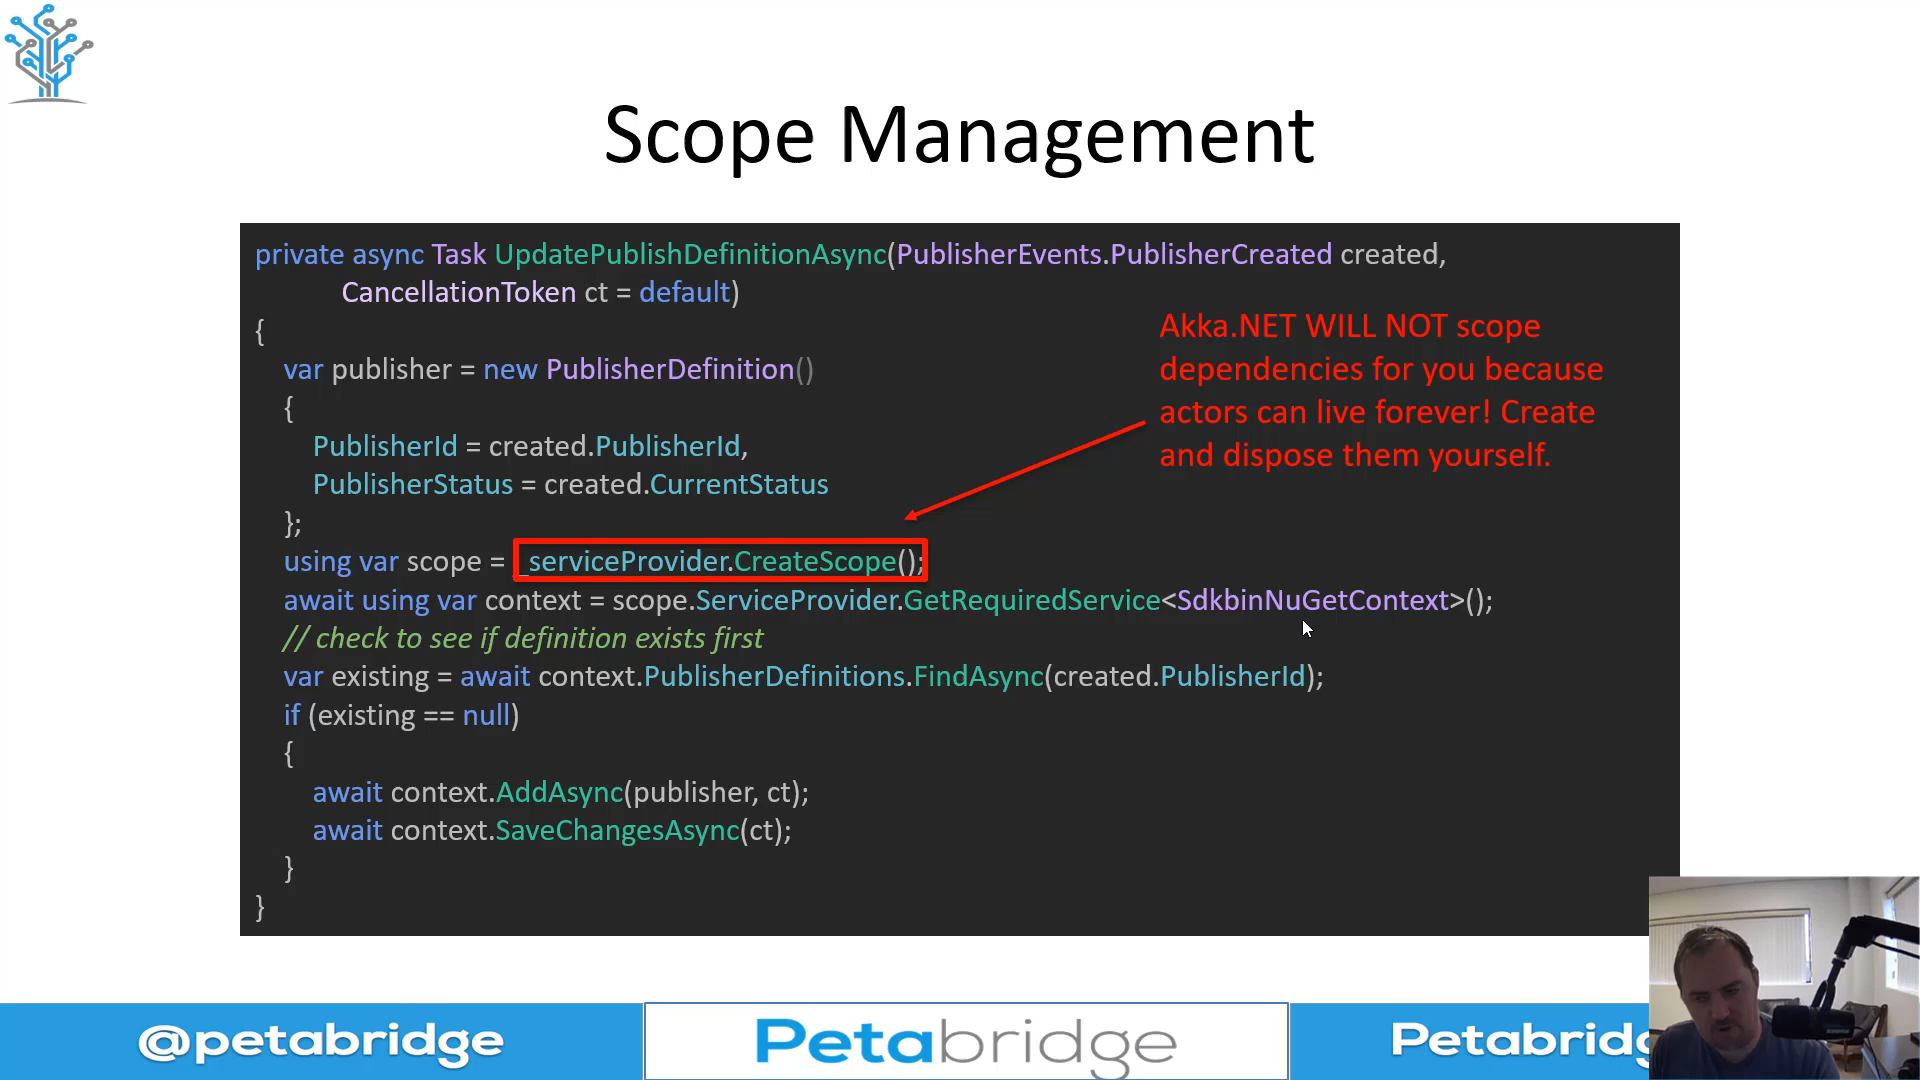 Scope Management
private async Task UpdatePublishDefinitionAsync(PublisherEvents.PublisherCreated created,
CancellationToken ct = default)
{
var publisher = new PublisherDefinition()
{
PublisherId = created.PublisherId,
PublisherStatus = created.CurrentStatus
};
using var scope = _serviceProvider.CreateScope();
await using var context = scope.ServiceProvider.GetRequiredService<SdkbinNuGetContext>();
// check to see if definition exists first
var existing = await context.PublisherDefinitions.FindAsync(created.PublisherId);
if (existing == null)
{
await context.AddAsync(publisher, ct);
await context.SaveChangesAsync(ct);
}
}
Akka.NET WILL NOT scope
dependencies for you because
actors can live forever! Create
and dispose them yourself.
@petabridge
Petabridge
Petabridg